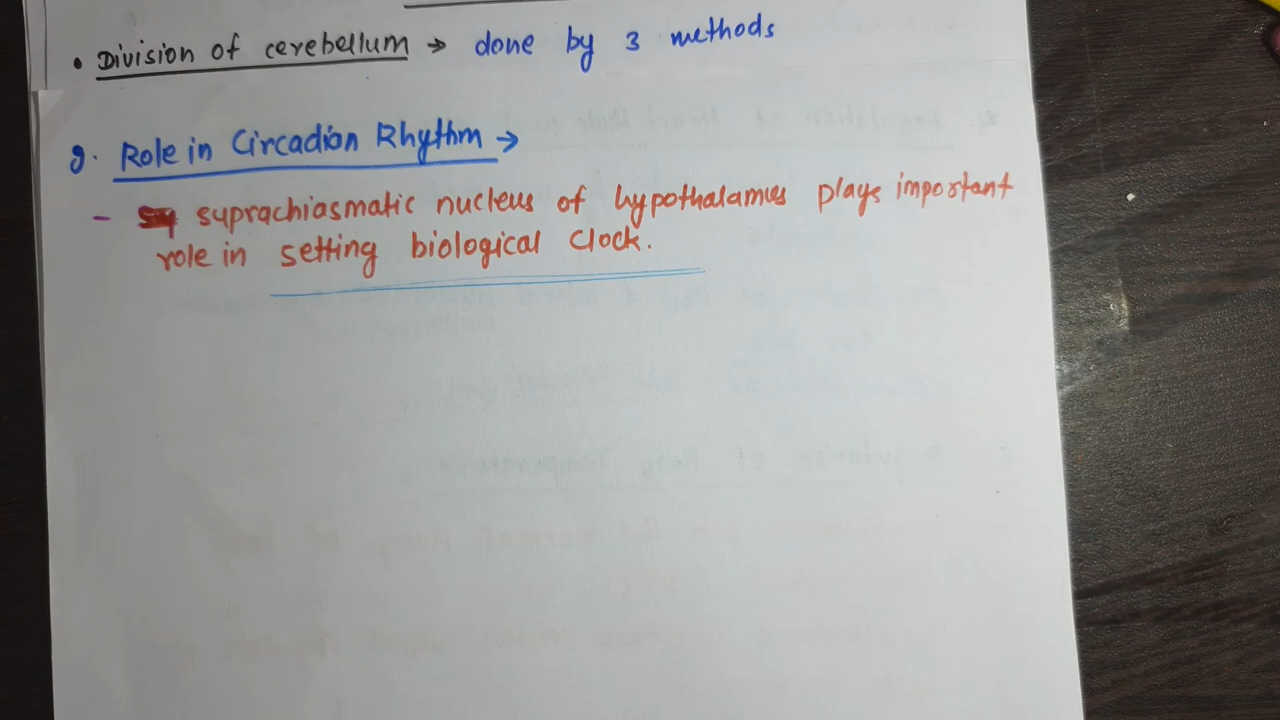 • Division of cerebellum → done by 3 methods
9. Role in Circadian Rhythm →
- suprachiasmatic nucleus of hypothalamus plays important
role in setting biological clock.